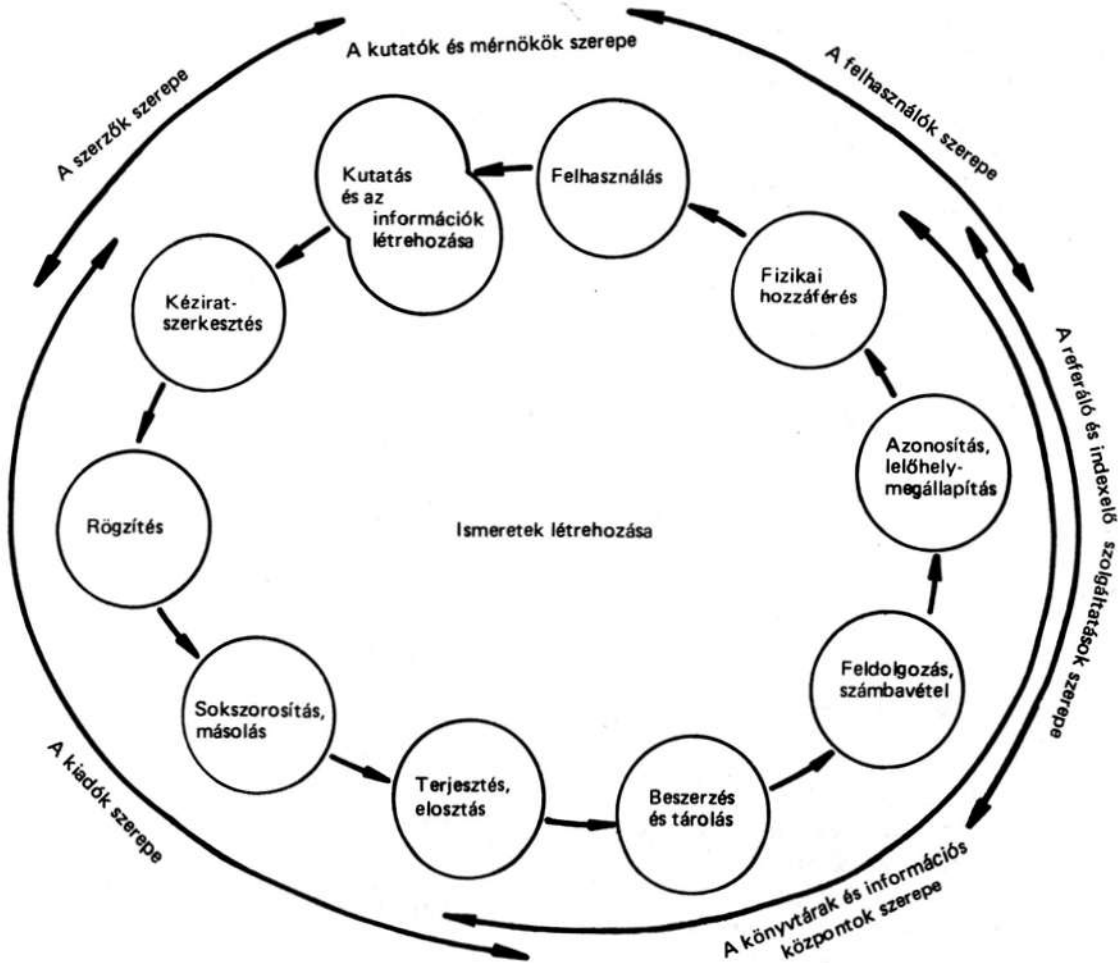 A kutatók és mérnökök szerepe
A szerzők szerepe
A felhasználók szerepe
Kutatás
és az
információk
létrehozása
Felhasználás
Fizikai
hozzáférés
Kézirat-
szerkesztés
A referáló és indexelő szolgáltatások szerepe
Azonosítás,
lelőhely-
megállapítás
Rögzítés
Ismeretek létrehozása
Feldolgozás,
számbavétel
Sokszorosítás,
másolás
Terjesztés,
elosztás
Beszerzés
és tárolás
A kiadók szerepe
A könyvtárak és információs
központok szerepe